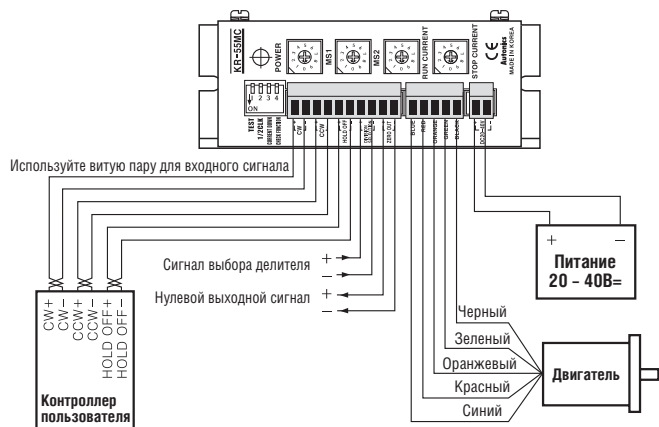 KR-55MC
POWER
MS1
MS2
RUN CURRENT
STOP CURRENT
CE
Autonics
MADE IN KOREA
1 2 3 4
ON
TEST
1/2CLK
CURRENT DOWN
+ CW -
+ CCW -
+ HOLD OFF -
+ ZERO OUT -
BLUE
RED
ORANGE
GREEN
BLACK
+ DC20-40V -
Используйте витую пару для входного сигнала
Сигнал выбора делителя
+
−
Нулевой выходной сигнал
+
−
+ −
Питание
20 - 40В=
CW+
CW−
CCW+
CCW−
HOLD OFF+
HOLD OFF−
Контроллер
пользователя
Черный
Зеленый
Оранжевый
Красный
Синий
Двигатель